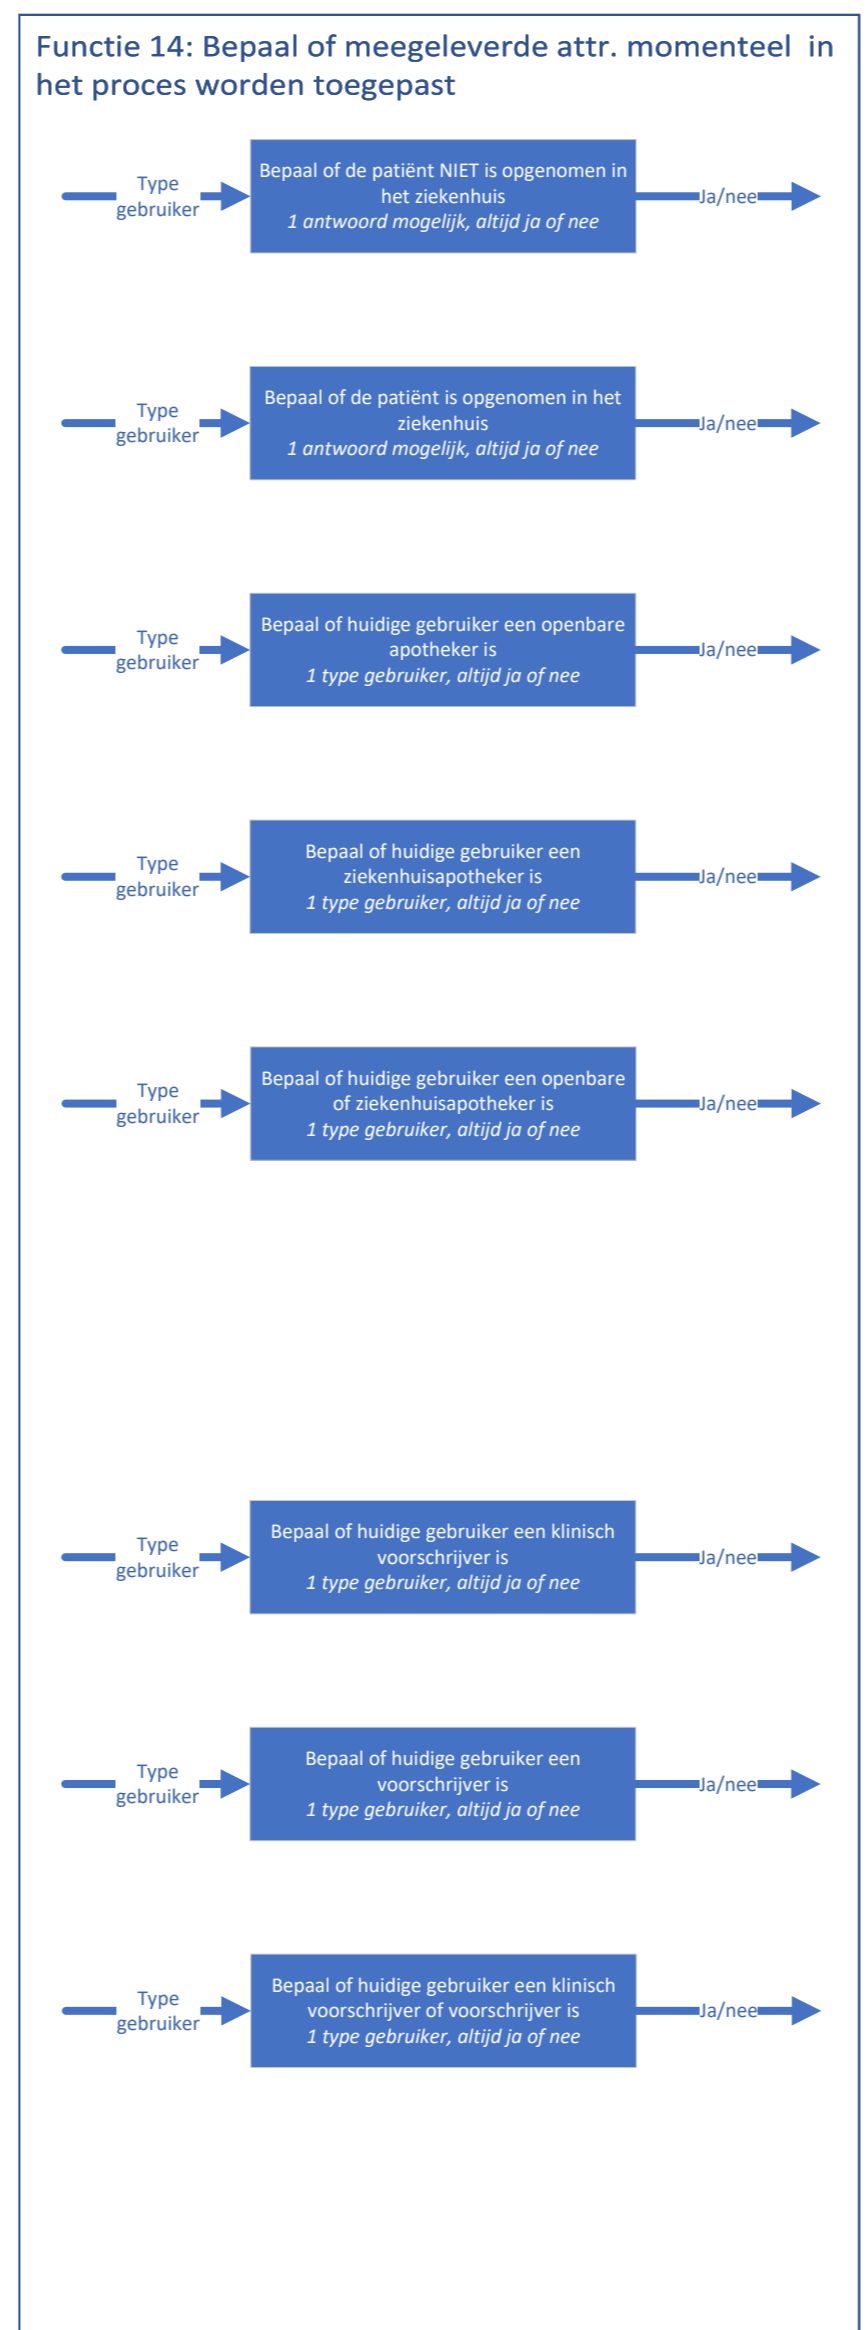 Functie 14: Bepaal of meegeleverde attr. momenteel in
het proces worden toegepast
Type
gebruiker
Bepaal of de patiënt NIET is opgenomen in
het ziekenhuis
1 antwoord mogelijk, altijd ja of nee
Ja/nee
Type
gebruiker
Bepaal of de patiënt is opgenomen in het
ziekenhuis
1 antwoord mogelijk, altijd ja of nee
Ja/nee
Type
gebruiker
Bepaal of huidige gebruiker een openbare
apotheker is
1 type gebruiker, altijd ja of nee
Ja/nee
Type
gebruiker
Bepaal of huidige gebruiker een
ziekenhuisapotheker is
1 type gebruiker, altijd ja of nee
Ja/nee
Type
gebruiker
Bepaal of huidige gebruiker een openbare
of ziekenhuisapotheker is
1 type gebruiker, altijd ja of nee
Ja/nee
Type
gebruiker
Bepaal of huidige gebruiker een klinisch
voorschrijver is
1 type gebruiker, altijd ja of nee
Ja/nee
Type
gebruiker
Bepaal of huidige gebruiker een
voorschrijver is
1 type gebruiker, altijd ja of nee
Ja/nee
Type
gebruiker
Bepaal of huidige gebruiker een klinisch
voorschrijver of voorschrijver is
1 type gebruiker, altijd ja of nee
Ja/nee